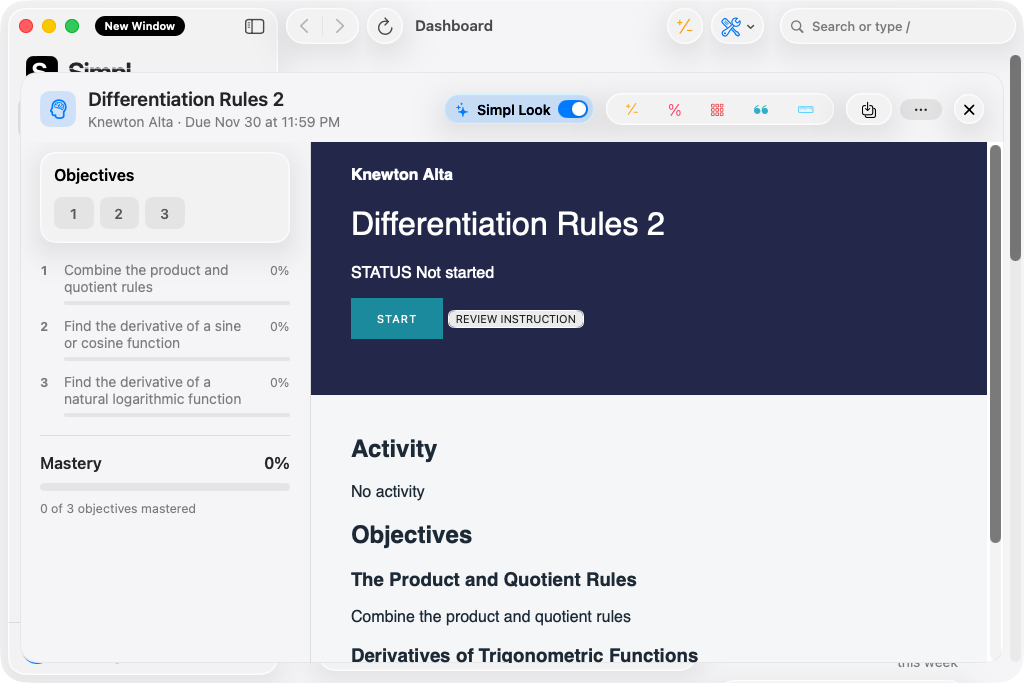 New Window
Dashboard
Search or type /
Simpl
Differentiation Rules 2
Knewton Alta · Due Nov 30 at 11:59 PM
Simpl Look
Objectives
1 2 3
1 Combine the product and quotient rules 0%
2 Find the derivative of a sine or cosine function 0%
3 Find the derivative of a natural logarithmic function 0%
Mastery 0%
0 of 3 objectives mastered
Knewton Alta
Differentiation Rules 2
STATUS Not started
START REVIEW INSTRUCTION
Activity
No activity
Objectives
The Product and Quotient Rules
Combine the product and quotient rules
Derivatives of Trigonometric Functions
this week